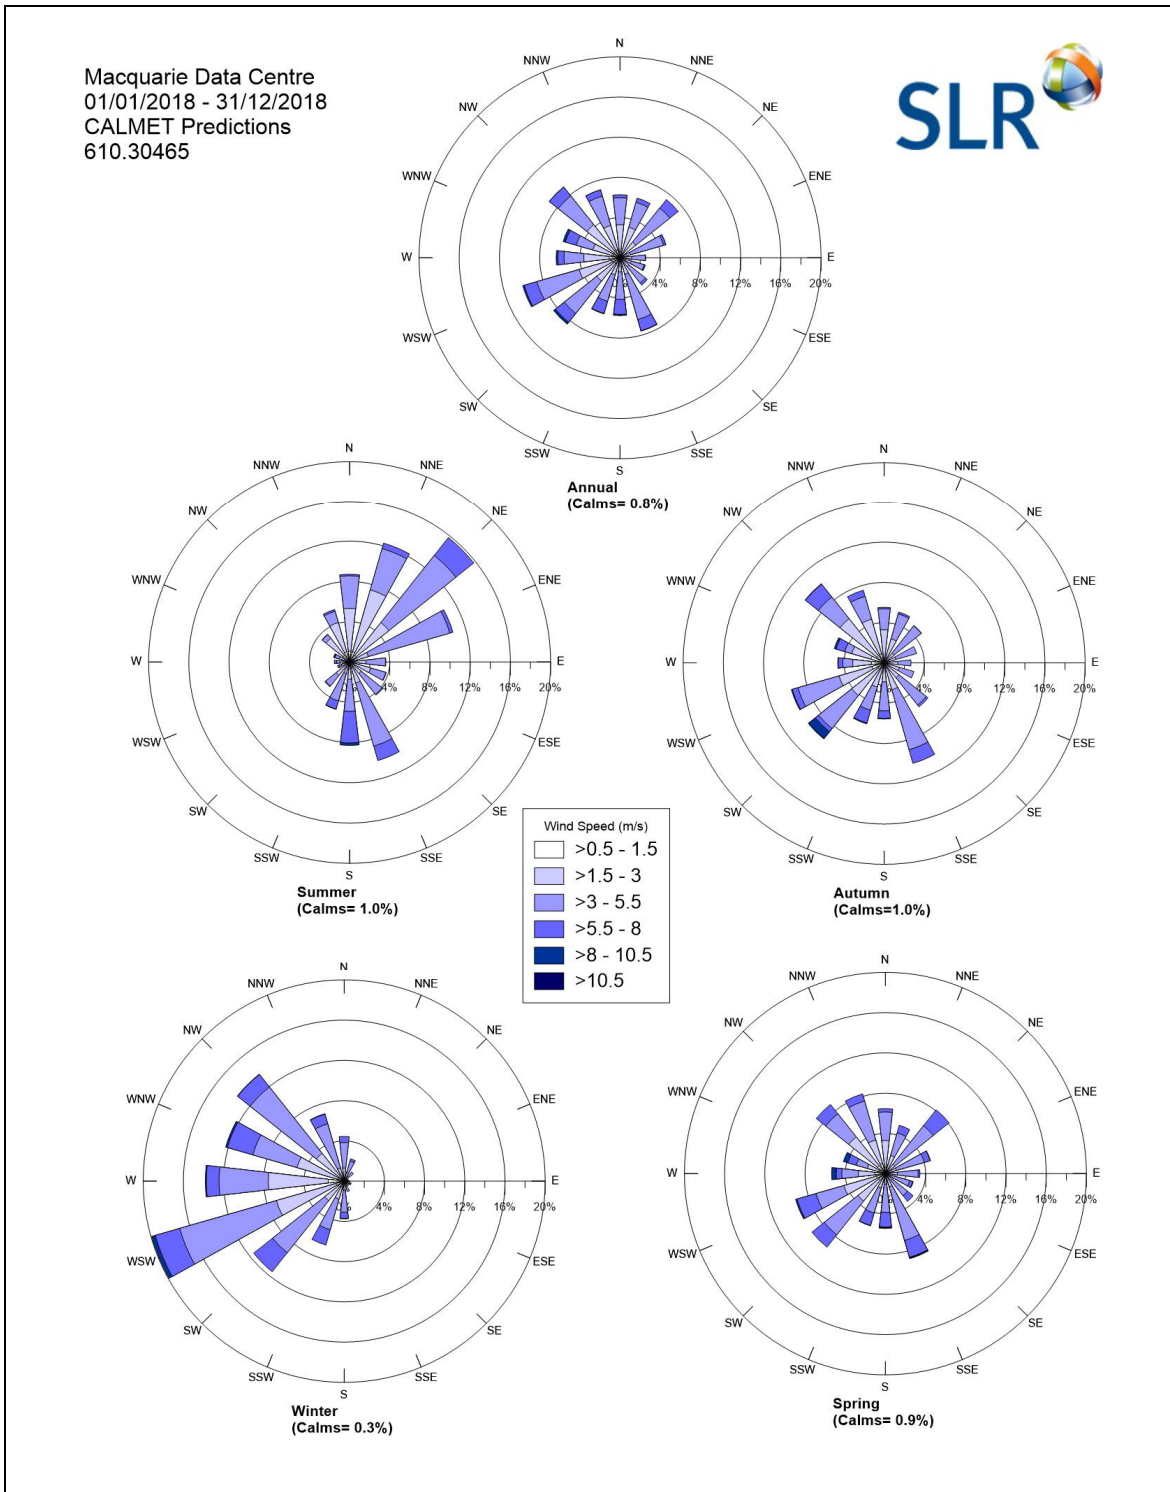 Macquarie Data Centre
01/01/2018 - 31/12/2018
CALMET Predictions
610.30465
SLR
N
NNW NNE
NW NE
WNW ENE
W E
4% 8% 12% 16% 20%
WSW ESE
SW SE
SSW SSE
S
Annual
(Calms= 0.8%)
N
NNW NNE
NW NE
WNW ENE
W E
4% 8% 12% 16% 20%
WSW ESE
SW SE
SSW SSE
S
Summer
(Calms= 1.0%)
N
NNW NNE
NW NE
WNW ENE
W E
0% 4% 8% 12% 16% 20%
WSW ESE
SW SE
SSW SSE
S
Autumn
(Calms=1.0%)
Wind Speed (m/s)
>0.5 - 1.5
>1.5 - 3
>3 - 5.5
>5.5 - 8
>8 - 10.5
>10.5
N
NNW NNE
NW NE
WNW ENE
W E
4% 8% 12% 16% 20%
WSW ESE
SW SE
SSW SSE
S
Winter
(Calms= 0.3%)
N
NNW NNE
NW NE
WNW ENE
W E
4% 8% 12% 16% 20%
WSW ESE
SW SE
SSW SSE
S
Spring
(Calms= 0.9%)